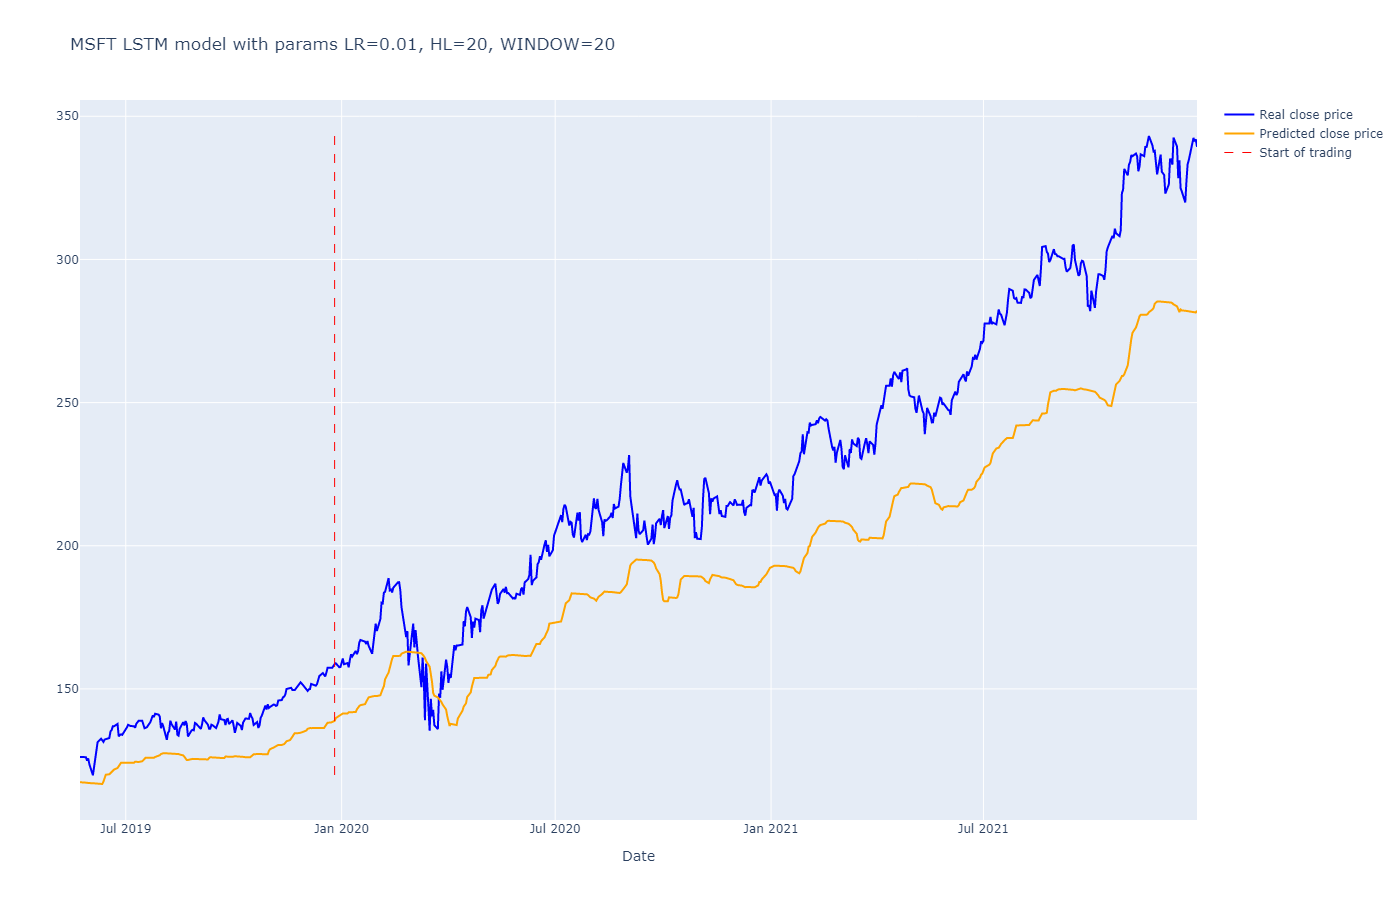 MSFT LSTM model with params LR=0.01, HL=20, WINDOW=20
Real close price
Predicted close price
Start of trading
350
300
250
200
150
Jul 2019
Jan 2020
Jul 2020
Jan 2021
Jul 2021
Date